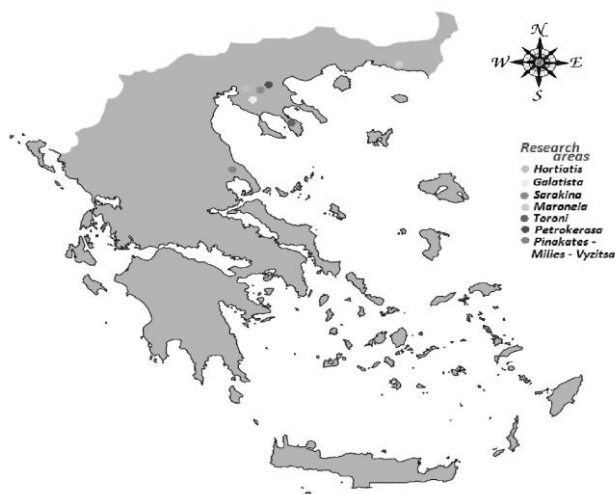 N
W E
S
Research
areas
Hortiatis
Galatista
Sarakina
Maroneia
Toroni
Petrokerasa
Pinakates -
Milies - Vyzitsa